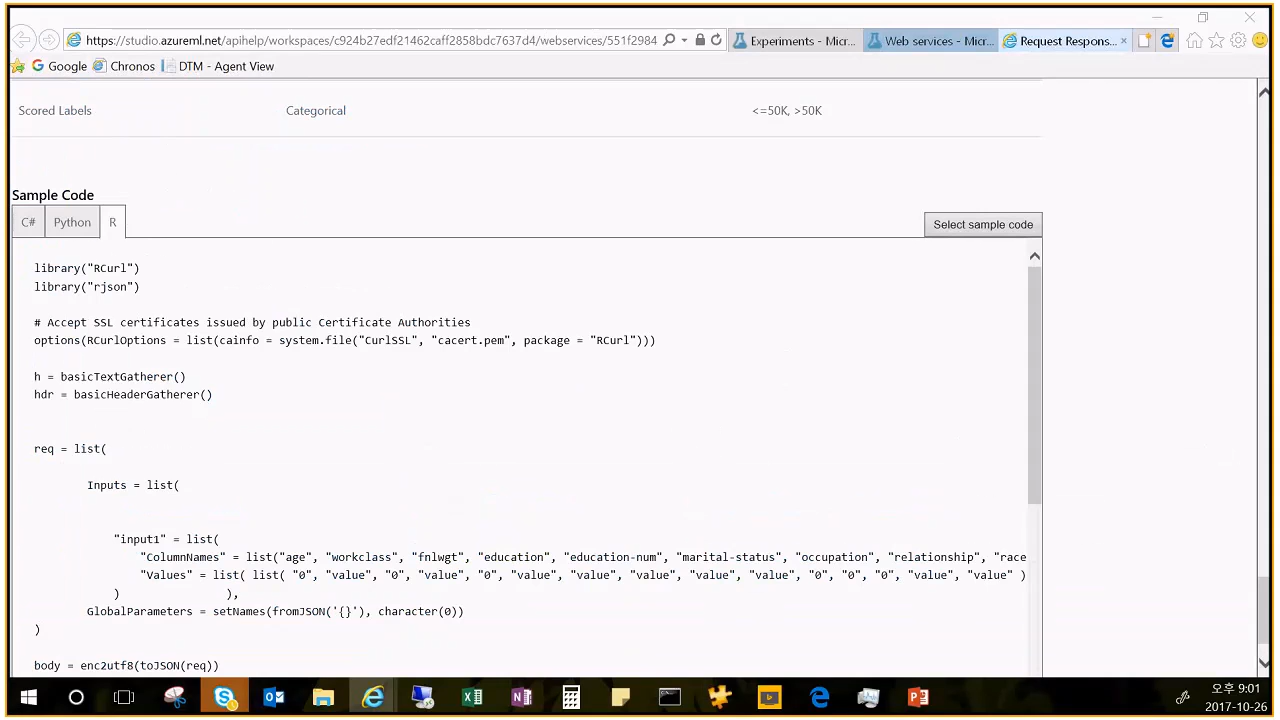 https://studio.azureml.net/apihelp/workspaces/c924b27edf21462caff2858bdc7637d4/webservices/551f2984
Experiments - Micr...
Web services - Micr...
Request Respons...
Google
Chronos
DTM - Agent View
Scored Labels
Categorical
<=50K, >50K
Sample Code
C#
Python
R
Select sample code
library("RCurl")
library("rjson")
# Accept SSL certificates issued by public Certificate Authorities
options(RCurlOptions = list(cainfo = system.file("CurlSSL", "cacert.pem", package = "RCurl")))
h = basicTextGatherer()
hdr = basicHeaderGatherer()
req = list(
Inputs = list(
"input1" = list(
"ColumnNames" = list("age", "workclass", "fnlwgt", "education", "education-num", "marital-status", "occupation", "relationship", "race
"Values" = list( list( "0", "value", "0", "value", "0", "value", "value", "value", "value", "value", "0", "0", "0", "value", "value" )
) ),
GlobalParameters = setNames(fromJSON('{}'), character(0))
)
body = enc2utf8(toJSON(req))
오후 9:01
2017-10-26